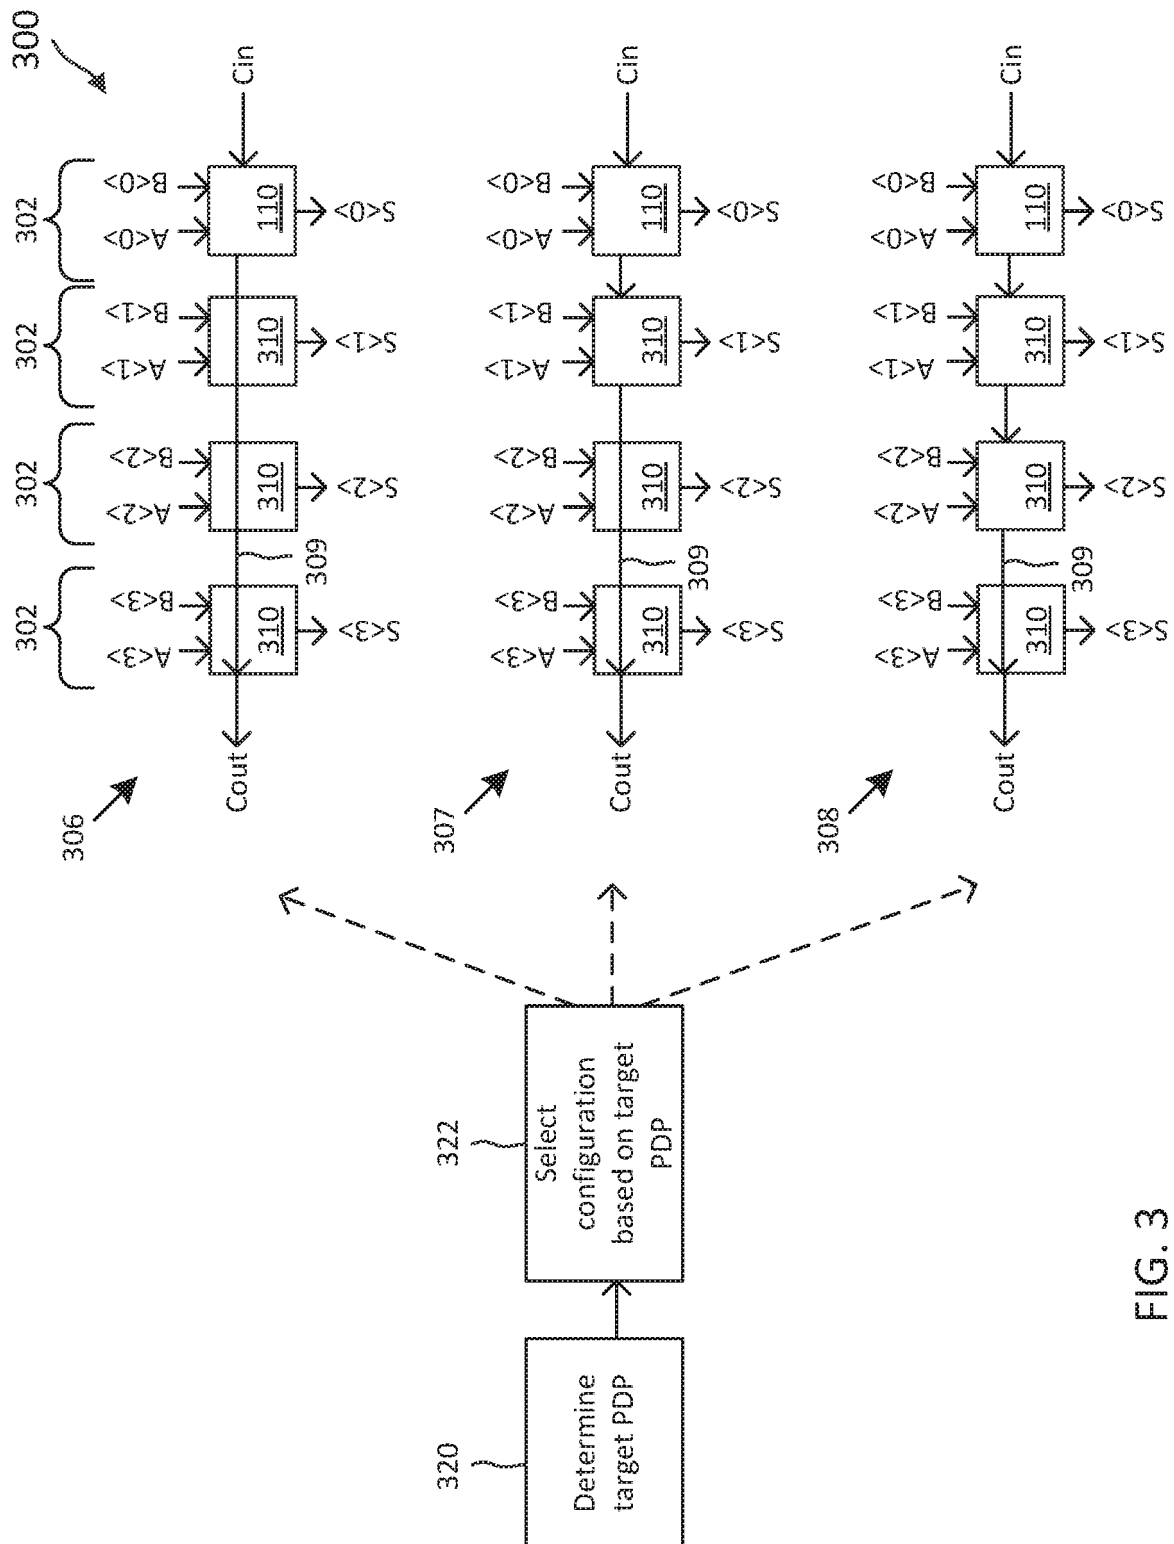 300
302
302
302
302
306
A<3>
B<3>
A<2>
B<2>
A<1>
B<1>
A<0>
B<0>
Cout
310
310
310
110
Cin
309
S<3>
S<2>
S<1>
S<0>
307
A<3>
B<3>
A<2>
B<2>
A<1>
B<1>
A<0>
B<0>
Cout
310
310
310
110
Cin
309
S<3>
S<2>
S<1>
S<0>
308
A<3>
B<3>
A<2>
B<2>
A<1>
B<1>
A<0>
B<0>
Cout
310
310
310
110
Cin
309
S<3>
S<2>
S<1>
S<0>
320
Determine
target PDP
322
Select
configuration
based on target
PDP
FIG. 3